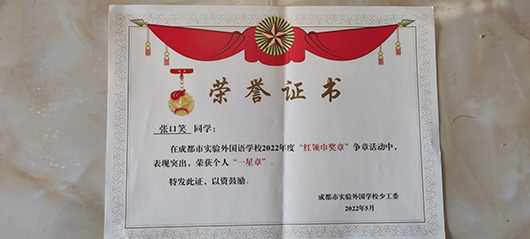 荣誉证书
张口笑 同学:
在成都市实验外国语学校2022年度“红领巾奖章”争章活动中,
表现突出,荣获个人“一星章”。
特发此证,以资鼓励。
成都市实验外国语学校少工委
2022年5月